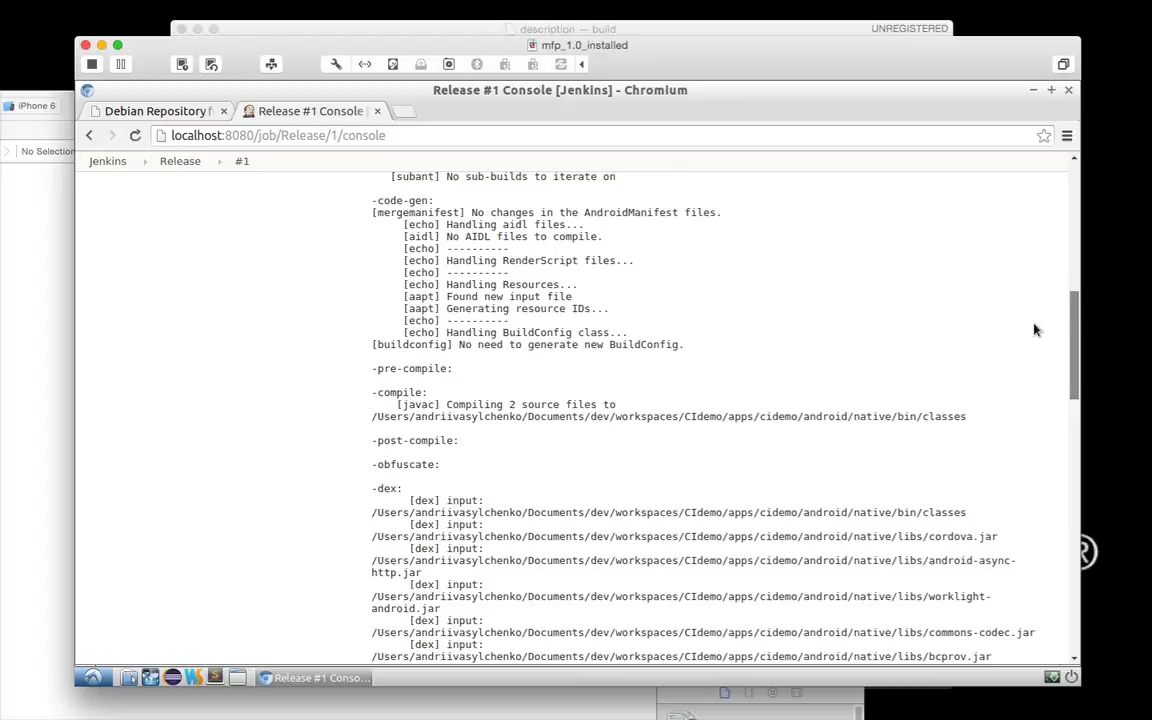 description — build
UNREGISTERED
mfp_1.0_installed
iPhone 6
Release #1 Console [Jenkins] - Chromium
Debian Repository f
Release #1 Console
localhost:8080/job/Release/1/console
No Selection
Jenkins
Release
#1
[subant] No sub-builds to iterate on
-code-gen:
[mergemanifest] No changes in the AndroidManifest files.
[echo] Handling aidl files...
[aidl] No AIDL files to compile.
[echo] ----------
[echo] Handling RenderScript files...
[echo] ----------
[echo] Handling Resources...
[aapt] Found new input file
[aapt] Generating resource IDs...
[echo] ----------
[echo] Handling BuildConfig class...
[buildconfig] No need to generate new BuildConfig.
-pre-compile:
-compile:
[javac] Compiling 2 source files to
/Users/andriivasylchenko/Documents/dev/workspaces/CIdemo/apps/cidemo/android/native/bin/classes
-post-compile:
-obfuscate:
-dex:
[dex] input:
/Users/andriivasylchenko/Documents/dev/workspaces/CIdemo/apps/cidemo/android/native/bin/classes
[dex] input:
/Users/andriivasylchenko/Documents/dev/workspaces/CIdemo/apps/cidemo/android/native/libs/cordova.jar
[dex] input:
/Users/andriivasylchenko/Documents/dev/workspaces/CIdemo/apps/cidemo/android/native/libs/android-async-
http.jar
[dex] input:
/Users/andriivasylchenko/Documents/dev/workspaces/CIdemo/apps/cidemo/android/native/libs/worklight-
android.jar
[dex] input:
/Users/andriivasylchenko/Documents/dev/workspaces/CIdemo/apps/cidemo/android/native/libs/commons-codec.jar
[dex] input:
/Users/andriivasylchenko/Documents/dev/workspaces/CIdemo/apps/cidemo/android/native/libs/bcprov.jar
®
Release #1 Conso...